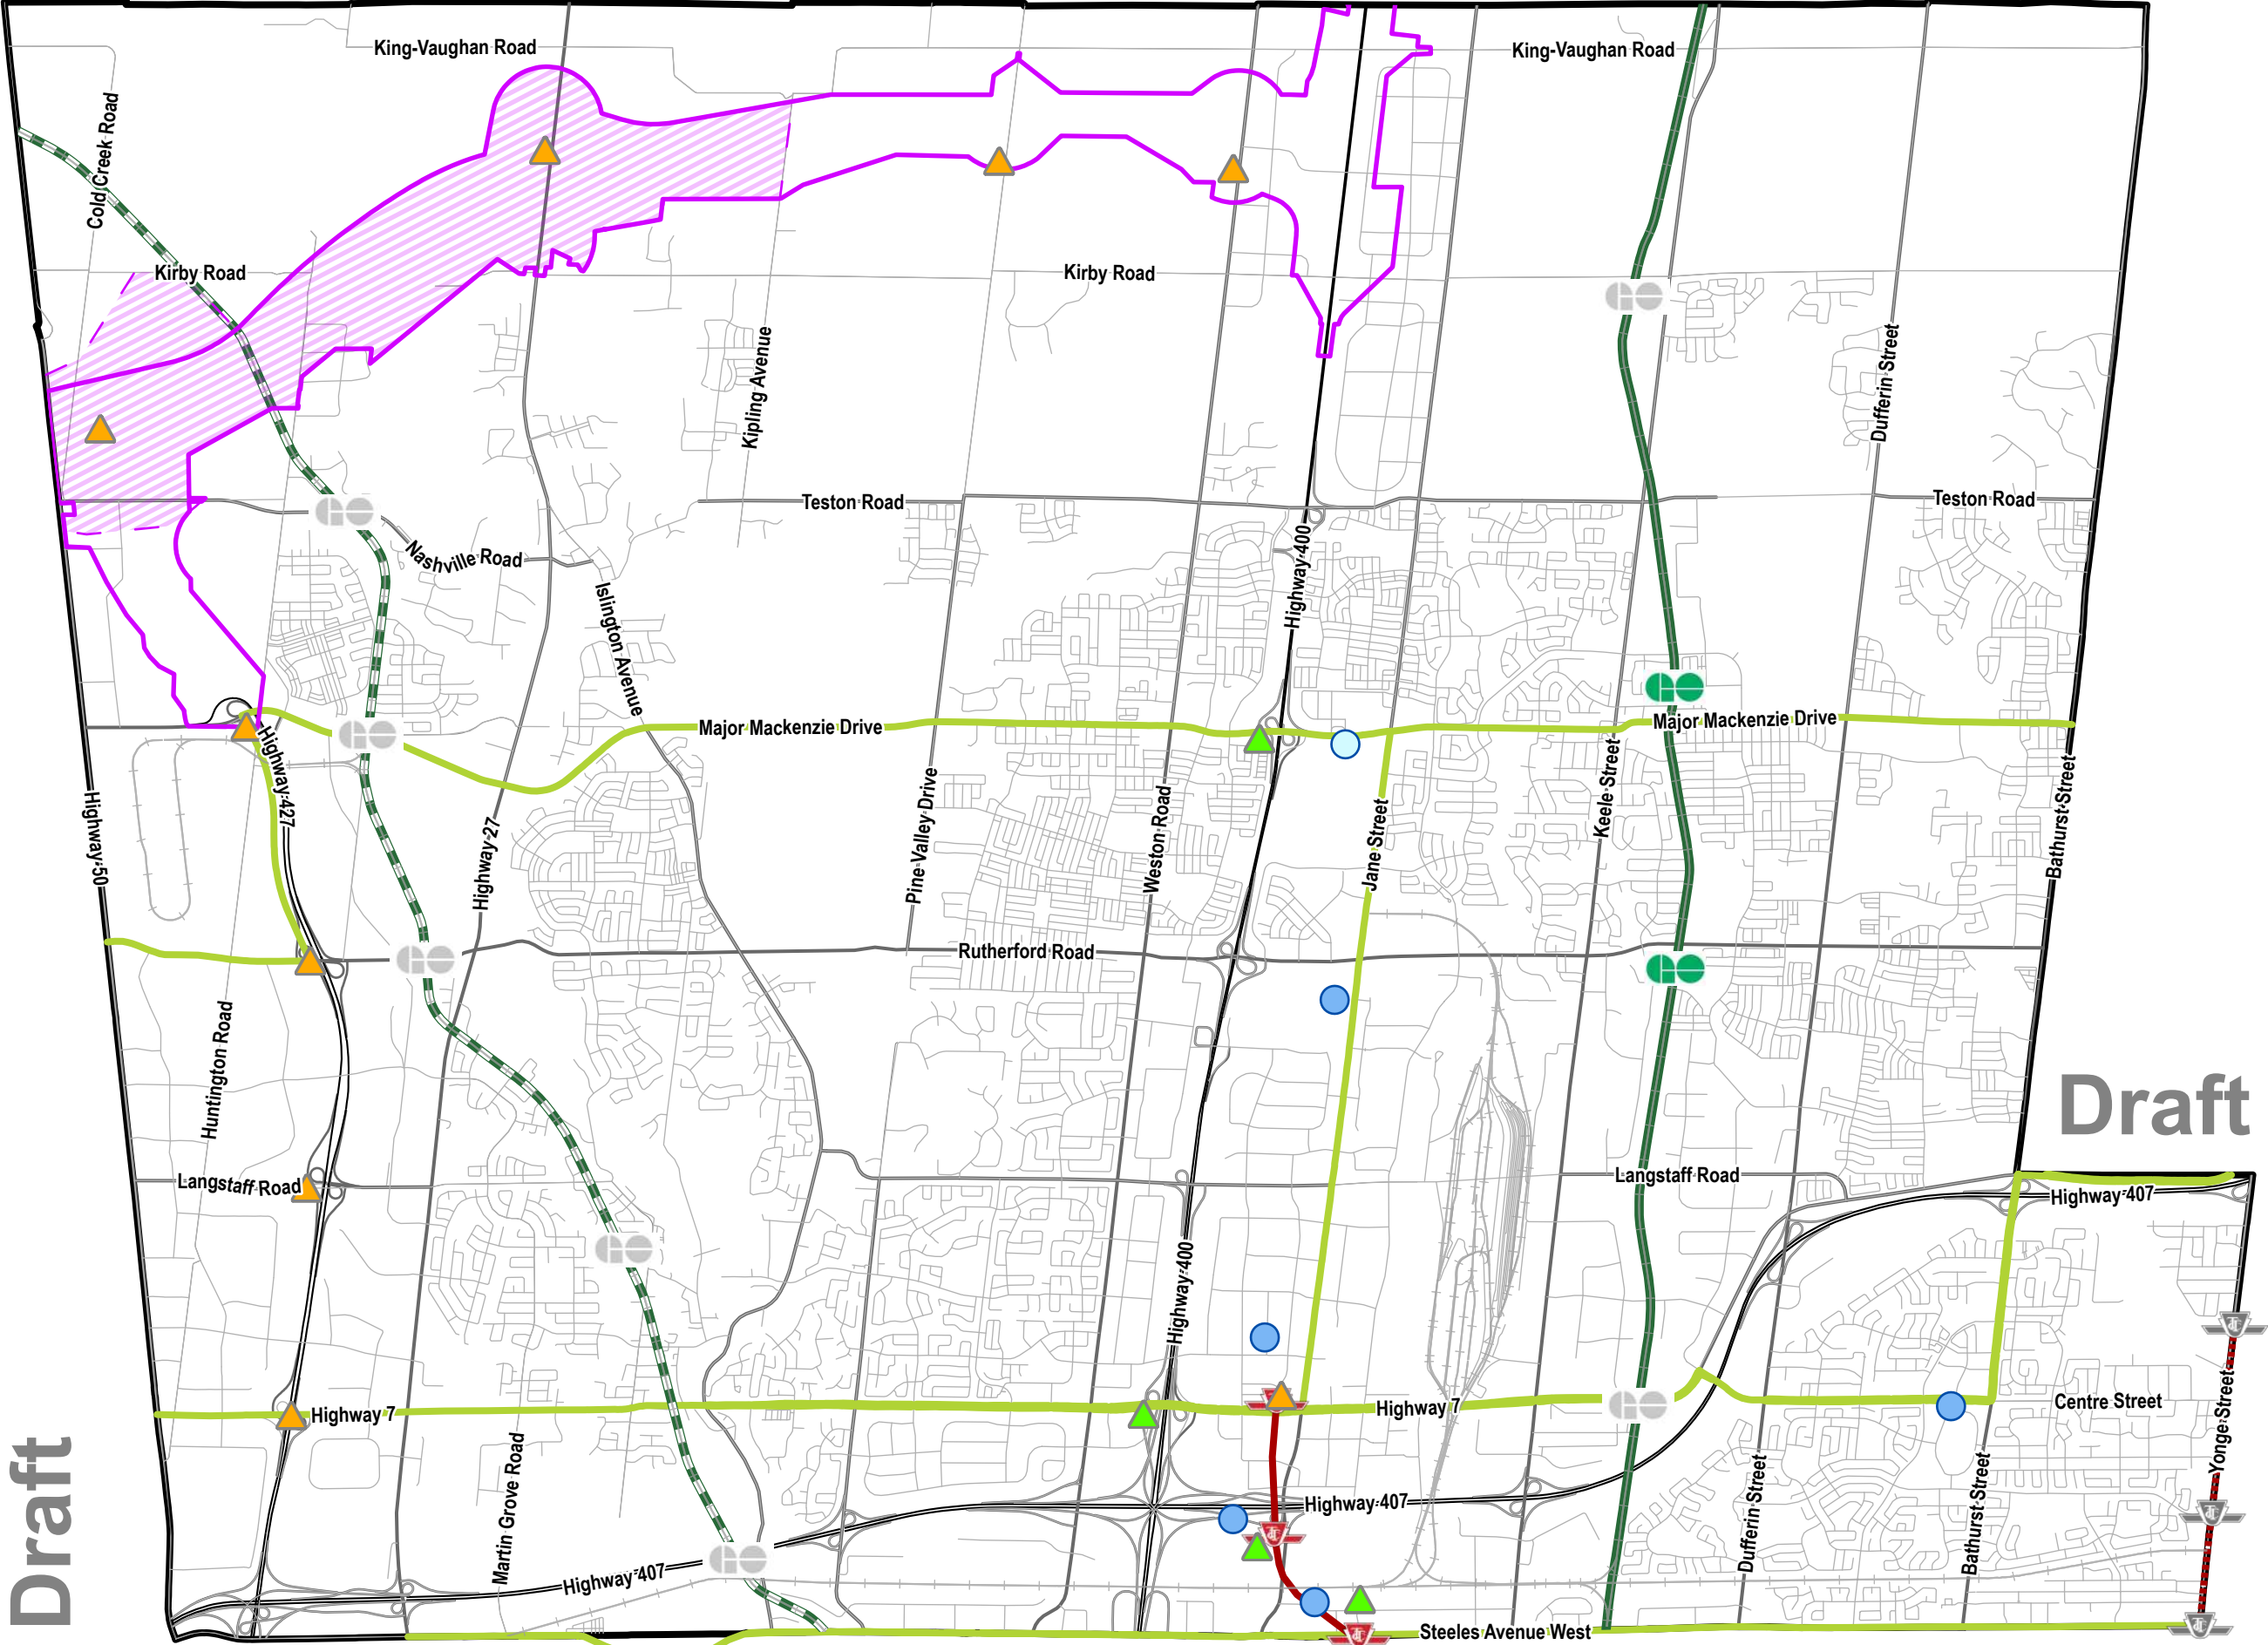 King-Vaughan Road
King-Vaughan Road
Cold Creek Road
Kirby Road
Kirby Road
Kipling Avenue
Dufferin Street
Teston Road
Teston Road
Nashville Road
Highway 400
Islington Avenue
Major Mackenzie Drive
Major Mackenzie Drive
Highway 427
Highway 50
Highway 27
Pine Valley Drive
Weston Road
Jane Street
Keele Street
Bathurst Street
Rutherford Road
Huntington Road
Draft
Langstaff Road
Langstaff Road
Highway 407
Highway 400
Highway 7
Highway 7
Centre Street
Yonge Street
Martin Grove Road
Highway 407
Dufferin Street
Bathurst Street
Draft
Highway 407
Steeles Avenue West